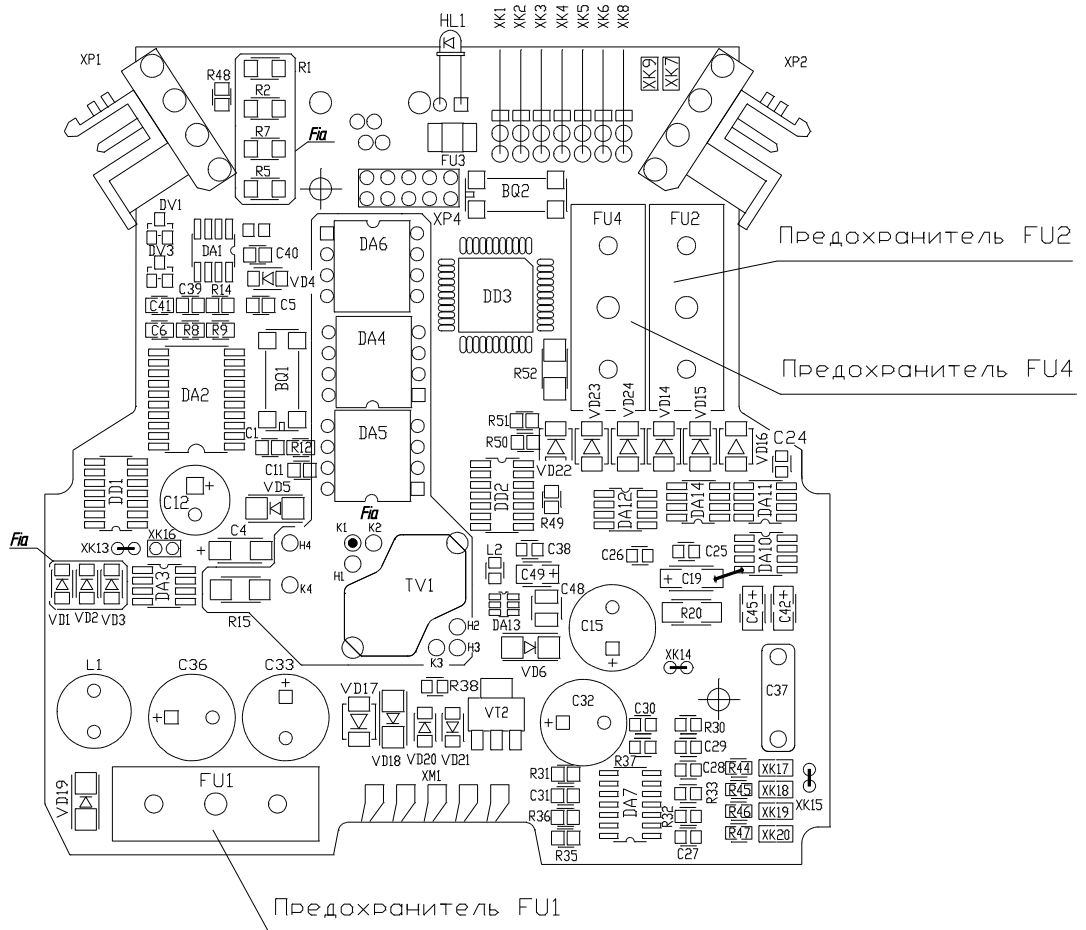 XK1
XK2
XK3
XK4
XK5
XK6
XK8
HL1
XP1
XK9
XK7
XP2
R48
R1
R2
R7
Fia
R5
FU3
BQ2
XP4
FU4
FU2
DV1
DA1
DV3
C40
DA6
VD4
DD3
Предохранитель FU2
C39
R14
C41
C5
C6
R8
R9
DA4
Предохранитель FU4
R52
BQ1
DA2
VD23
VD24
VD14
VD15
R51
R50
DA5
C1
R12
C11
VD22
VD16
C24
DD1
C12
VD5
DD2
R49
DA12
DA14
DA11
Fia
K1
K2
XK16
C4
XK13
H4
Fia
L2
C38
C26
C25
DA10
H1
C49+
+ C19
DA3
K4
TV1
C48
C45+
C42+
R20
VD1
VD2
VD3
R15
DA13
C15
+
H2
H3
K3
VD6
XK14
L1
C36
C33
+
+
VD17
R38
VT2
C32
+
C30
R30
C37
C29
R37
VD18
VD20
VD21
XM1
VD19
FU1
R31
C31
R36
R35
DA7
C28
R33
R32
C27
R44
XK17
R45
XK18
R46
XK19
R47
XK20
XK15
Предохранитель FU1